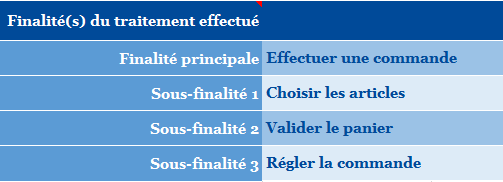 Finalité(s) du traitement effectué
Finalité principale Effectuer une commande
Sous-finalité 1 Choisir les articles
Sous-finalité 2 Valider le panier
Sous-finalité 3 Régler la commande